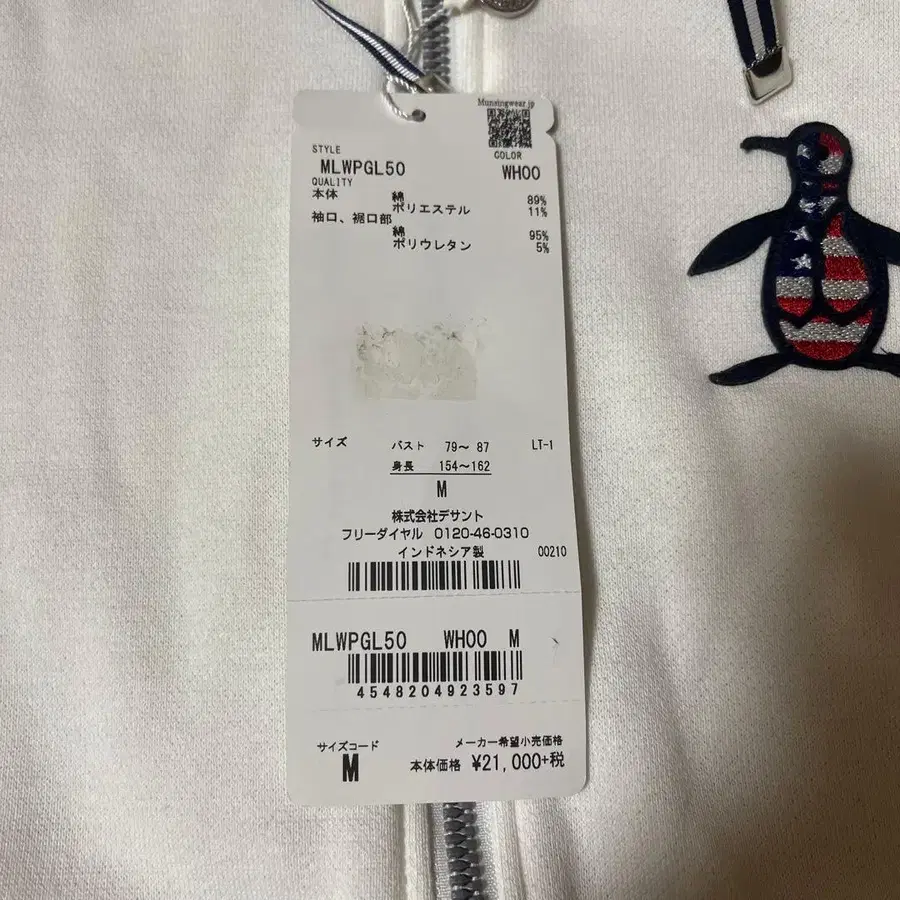 Munsingwear.jp
STYLE COLOR
MLWPGL50 WH00
QUALITY
本体 綿 89%
ポリエステル 11%
袖口、裾口部
綿 95%
ポリウレタン 5%
サイズ バスト 79〜 87 LT-1
身長 154〜162
M
株式会社デサント
フリーダイヤル 0120-46-0310
インドネシア製 00210
MLWPGL50 WH00 M
4548204923597
サイズコード メーカー希望小売価格
M 本体価格 ¥21,000+税